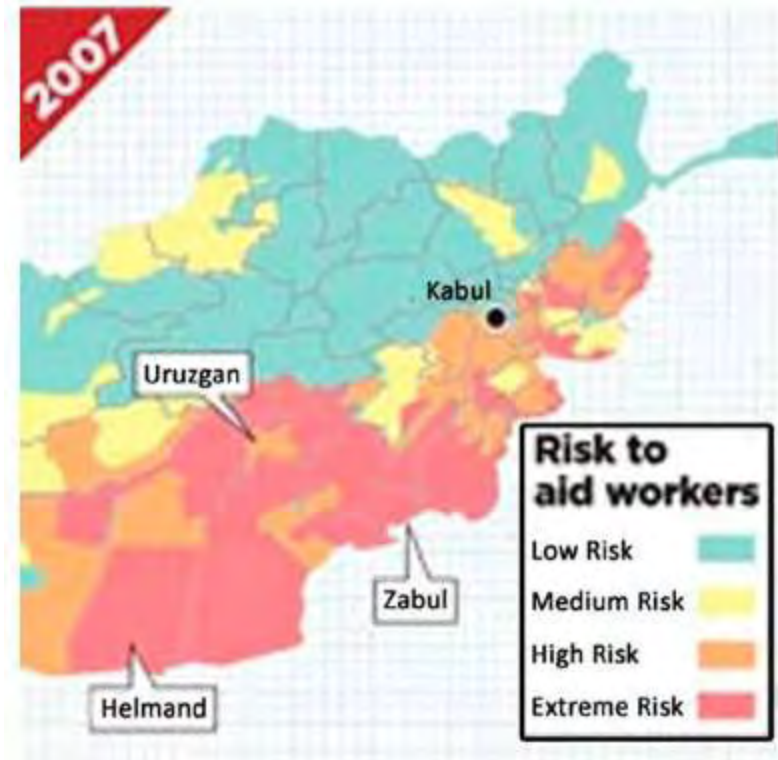 2007
Kabul
Uruzgan
Zabul
Helmand
Risk to
aid workers
Low Risk
Medium Risk
High Risk
Extreme Risk